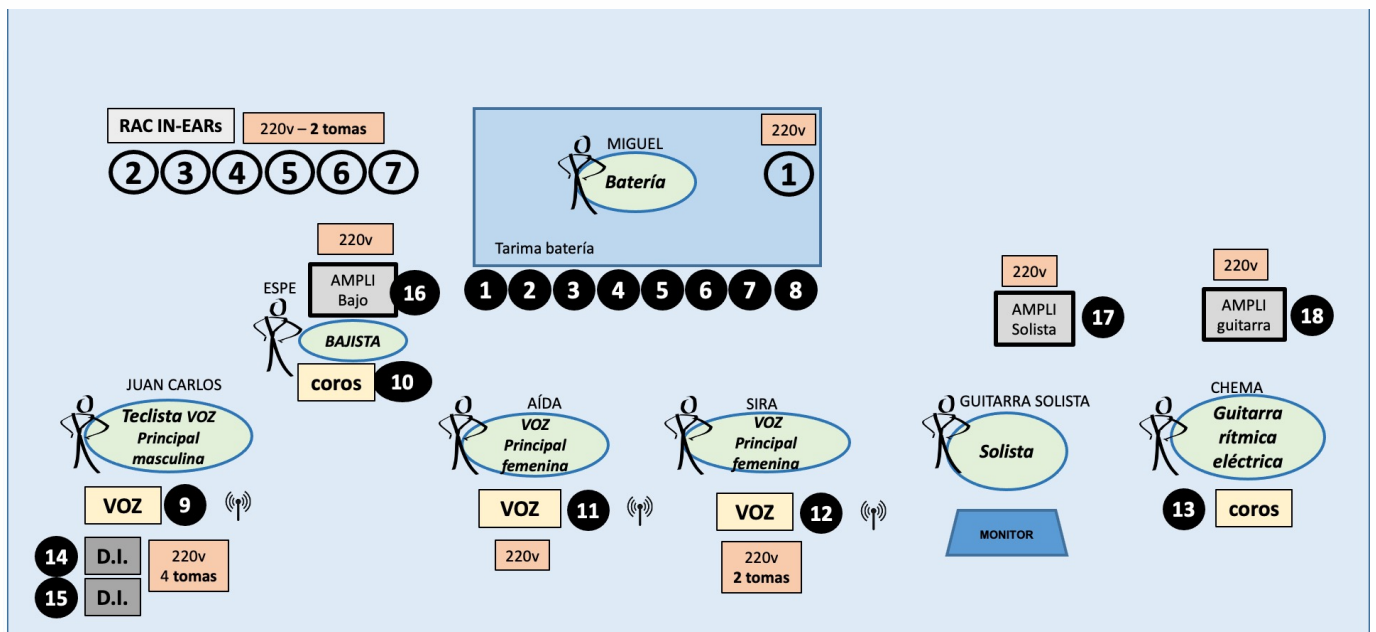 RAC IN-EARs
220v – 2 tomas
2 3 4 5 6 7
MIGUEL
Batería
220v
1
Tarima batería
1 2 3 4 5 6 7 8
220v
AMPLI
Bajo
16
ESPE
BAJISTA
coros
10
220v
AMPLI
Solista
17
220v
AMPLI
guitarra
18
JUAN CARLOS
Teclista VOZ
Principal
masculina
VOZ
9
14
D.I.
15
D.I.
220v
4 tomas
AÍDA
VOZ
Principal
femenina
VOZ
11
220v
SIRA
VOZ
Principal
femenina
VOZ
12
220v
2 tomas
GUITARRA SOLISTA
Solista
MONITOR
CHEMA
Guitarra
rítmica
eléctrica
13
coros